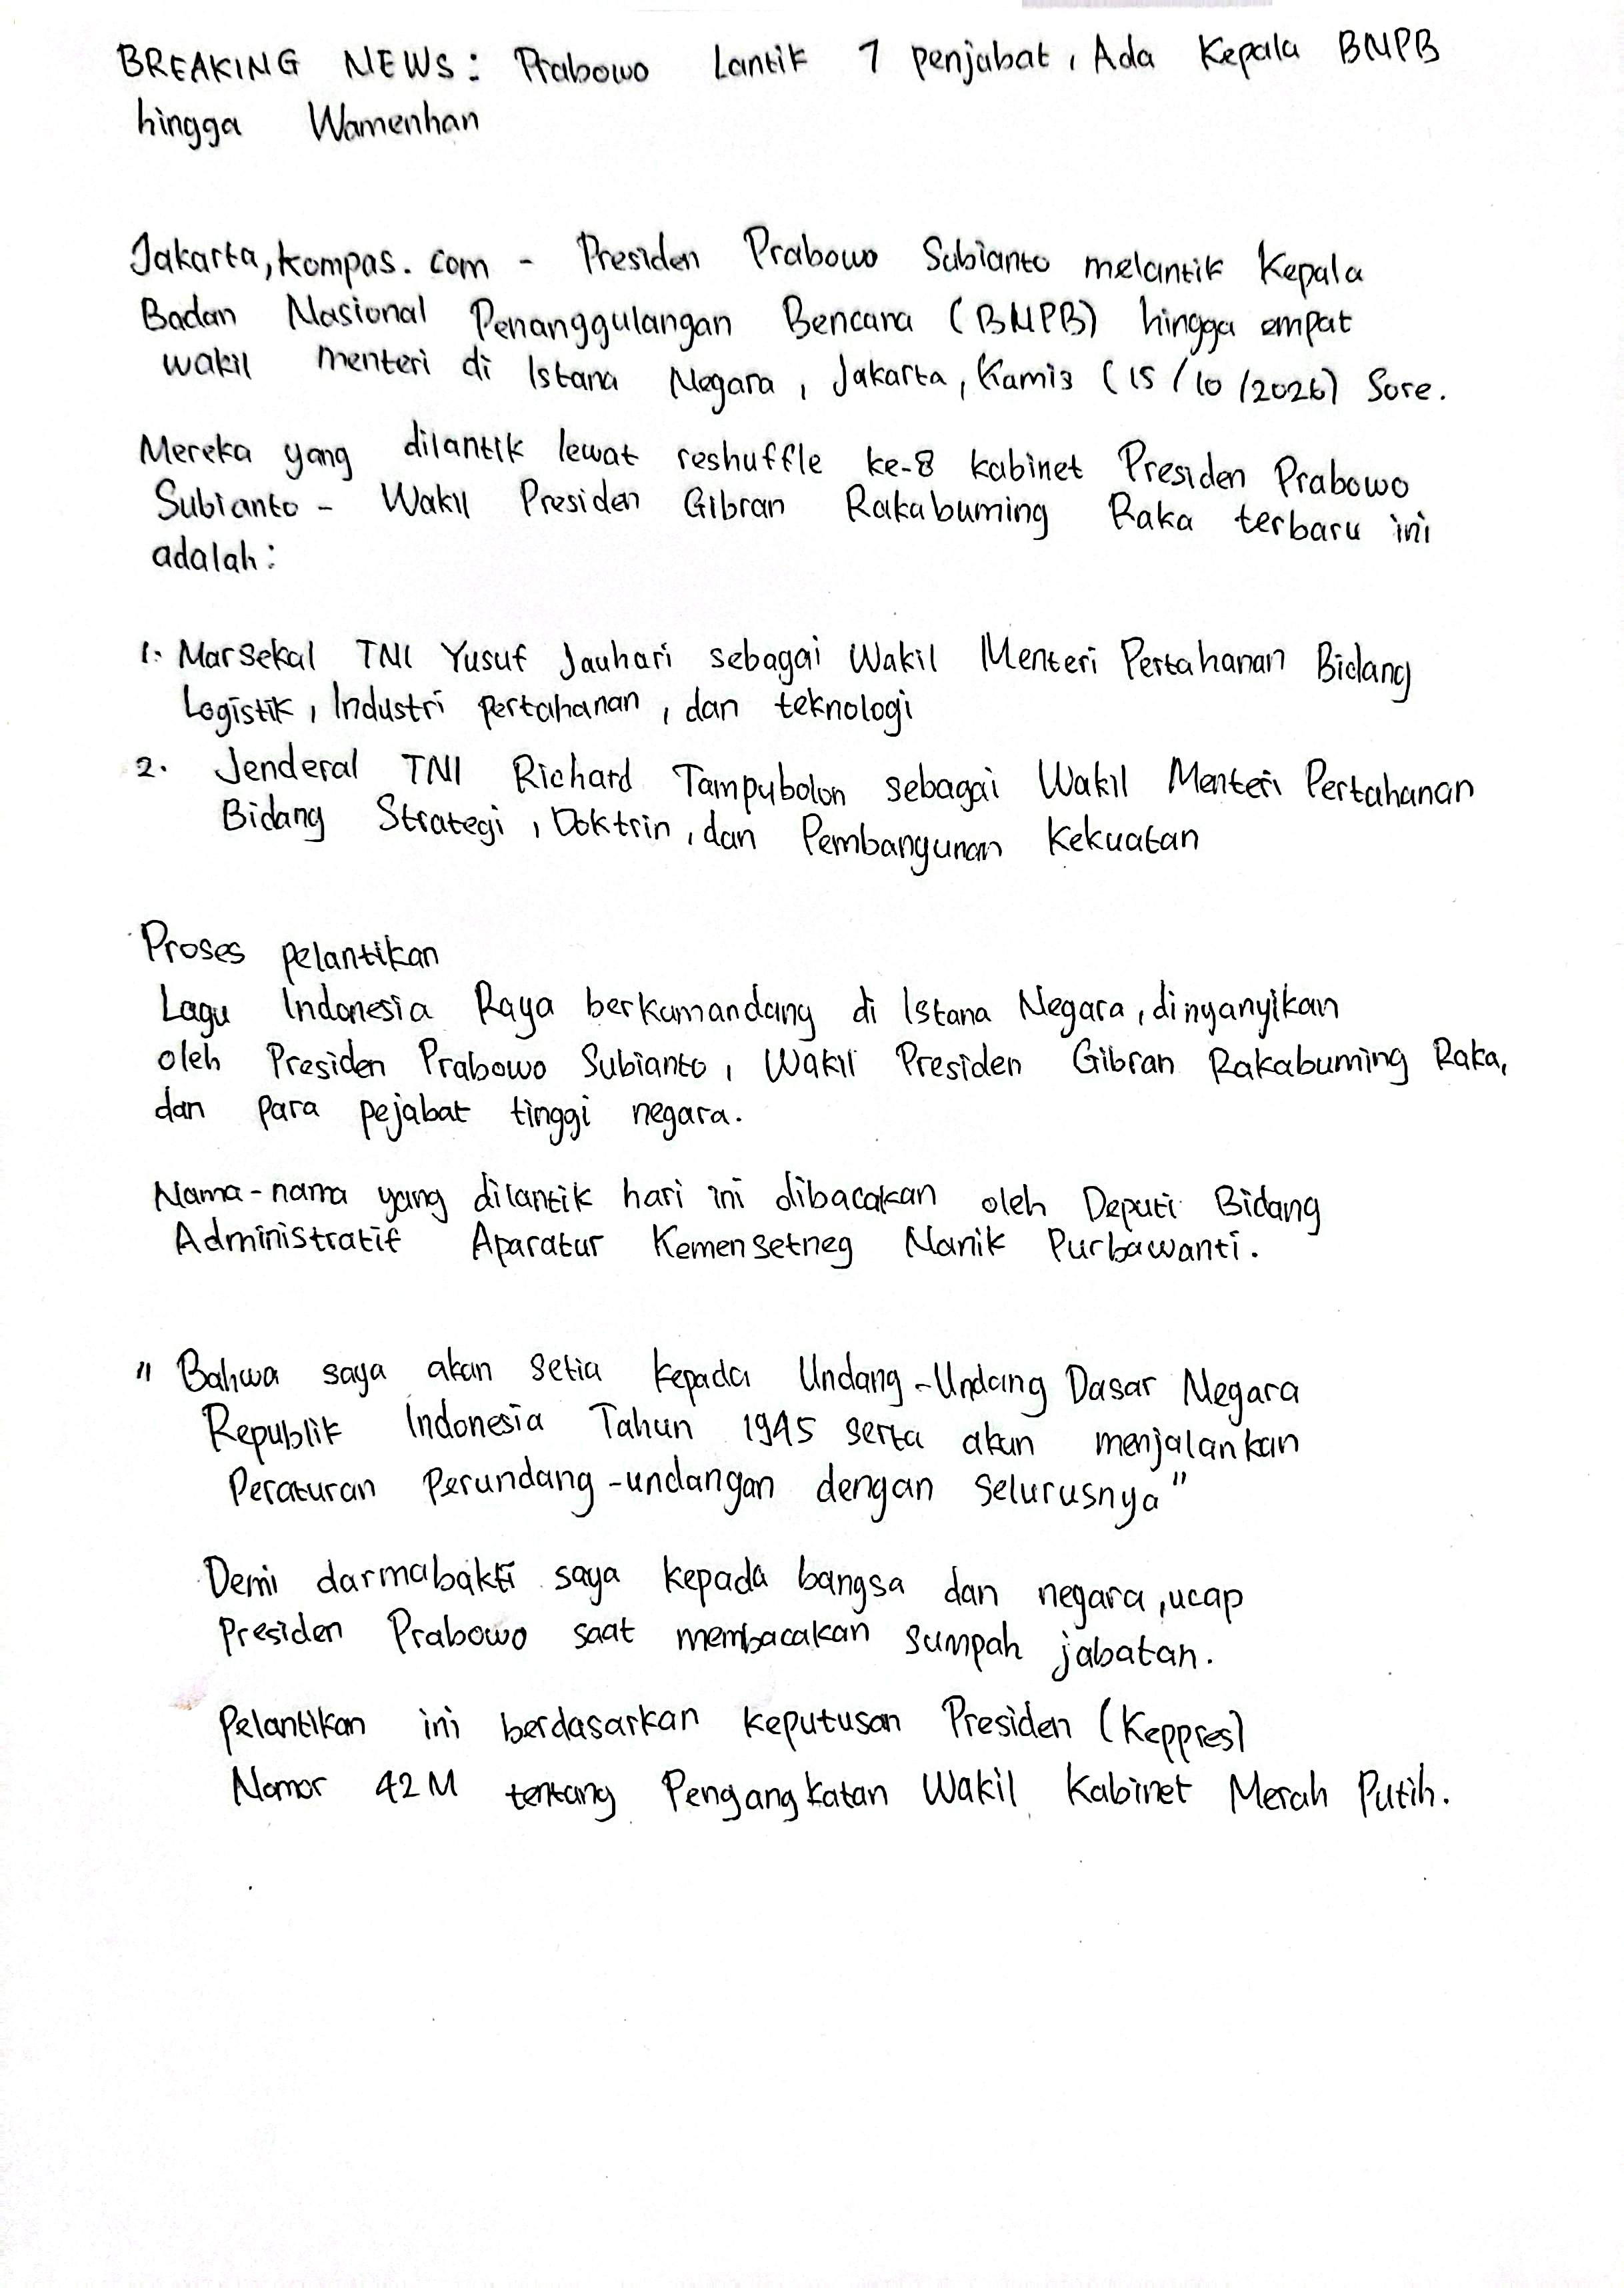 BREAKING NEWS: Prabowo Lantik 7 penjabat, Ada Kepala BNPB
hingga Wamenhan
Jakarta, kompas.com - Presiden Prabowo Subianto melantik Kepala
Badan Nasional Penanggulangan Bencana (BNPB) hingga empat
wakil menteri di Istana Negara, Jakarta, Kamis (15/10/2026) Sore.
Mereka yang dilantik lewat reshuffle ke-8 kabinet Presiden Prabowo
Subianto - Wakil Presiden Gibran Rakabuming Raka terbaru ini
adalah:
1. Marsekal TNI Yusuf Jauhari sebagai Wakil Menteri Pertahanan Bidang
Logistik, Industri pertahanan, dan teknologi
2. Jenderal TNI Richard Tampubolon sebagai Wakil Menteri Pertahanan
Bidang Strategi, Doktrin, dan Pembangunan Kekuatan
Proses pelantikan
Lagu Indonesia Raya berkumandang di Istana Negara, dinyanyikan
oleh Presiden Prabowo Subianto, Wakil Presiden Gibran Rakabuming Raka,
dan para pejabat tinggi negara.
Nama-nama yang dilantik hari ini dibacakan oleh Deputi Bidang
Administratif Aparatur Kemensetneg Nanik Purbawanti.
"Bahwa saya akan setia kepada Undang-Undang Dasar Negara
Republik Indonesia Tahun 1945 serta akan menjalankan
Peraturan Perundang-undangan dengan selurusnya"
Demi darmabakti saya kepada bangsa dan negara, ucap
Presiden Prabowo saat membacakan sumpah jabatan.
Pelantikan ini berdasarkan keputusan Presiden (Keppres)
Nomor 42M tentang Pengangkatan Wakil Kabinet Merah Putih.